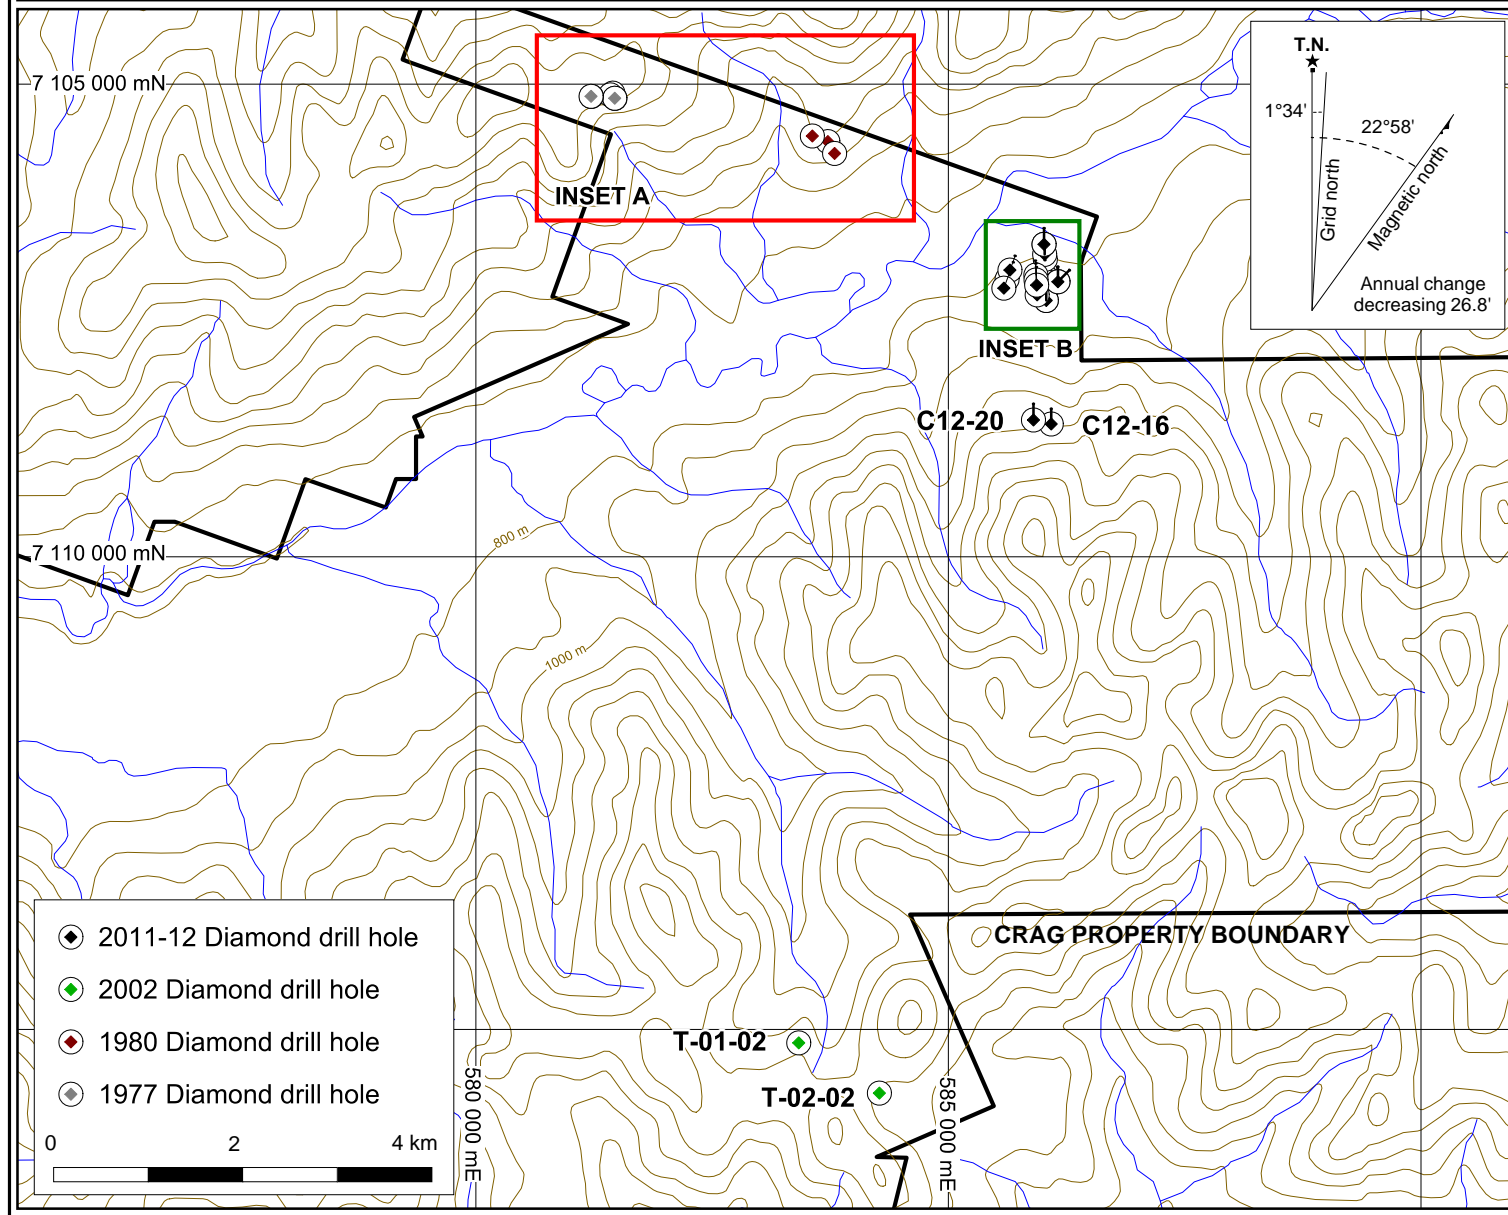 7 105 000 mN
T.N.
1°34'
22°58'
Grid north
Magnetic north
Annual change
decreasing 26.8'
INSET A
INSET B
C12-20
C12-16
800 m
7 110 000 mN
1000 m
CRAG PROPERTY BOUNDARY
2011-12 Diamond drill hole
2002 Diamond drill hole
1980 Diamond drill hole
1977 Diamond drill hole
0 2 4 km
T-01-02
T-02-02
580 000 mE
585 000 mE